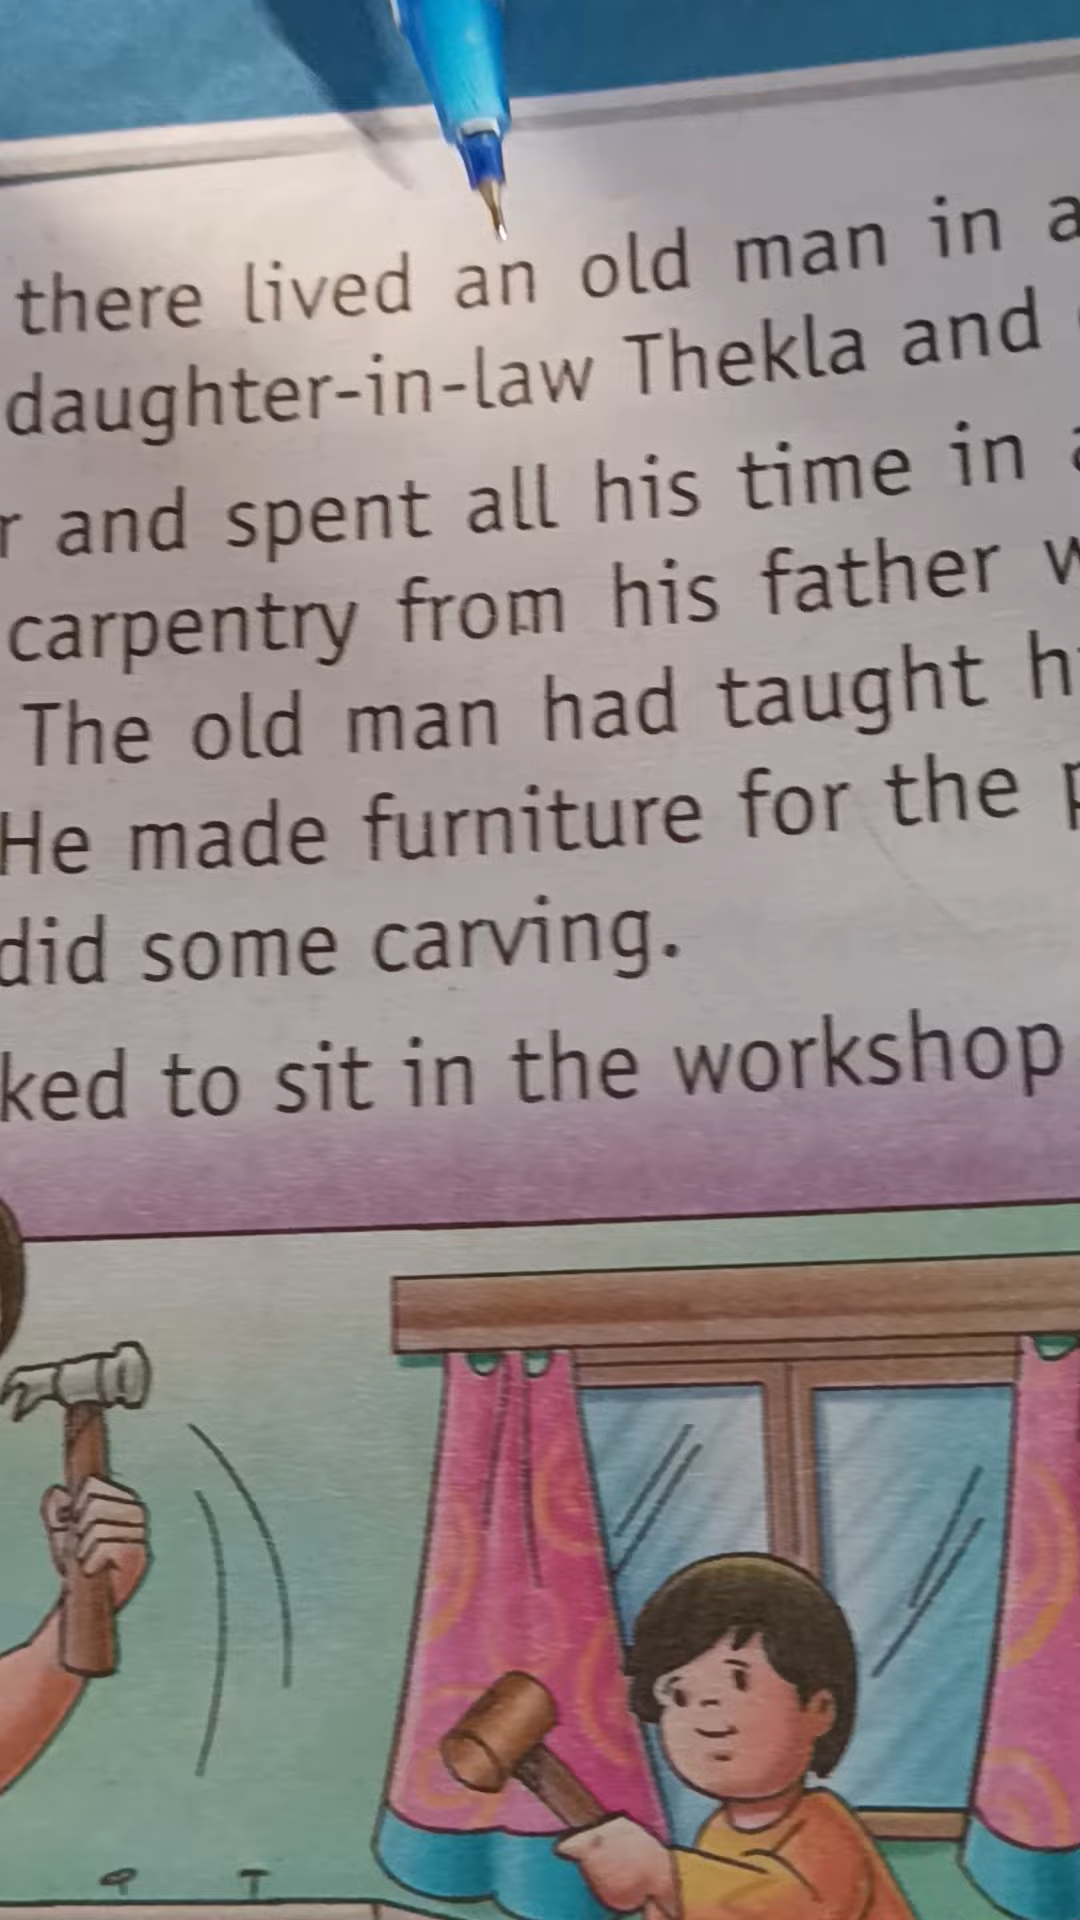 there lived an old man in a
daughter-in-law Thekla and
and spent all his time in a
carpentry from his father
The old man had taught
He made furniture for the
did some carving.
to sit in the workshop